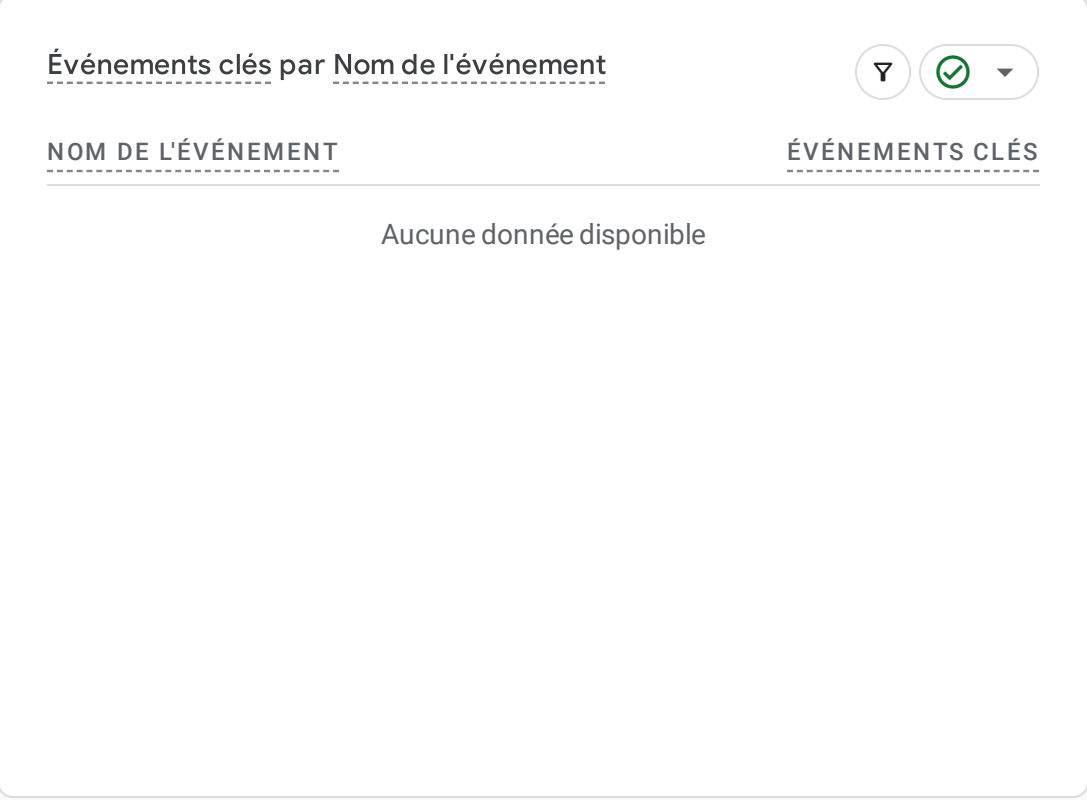 Événements clés par Nom de l'événement
NOM DE L'ÉVÉNEMENT ÉVÉNEMENTS CLÉS
Aucune donnée disponible